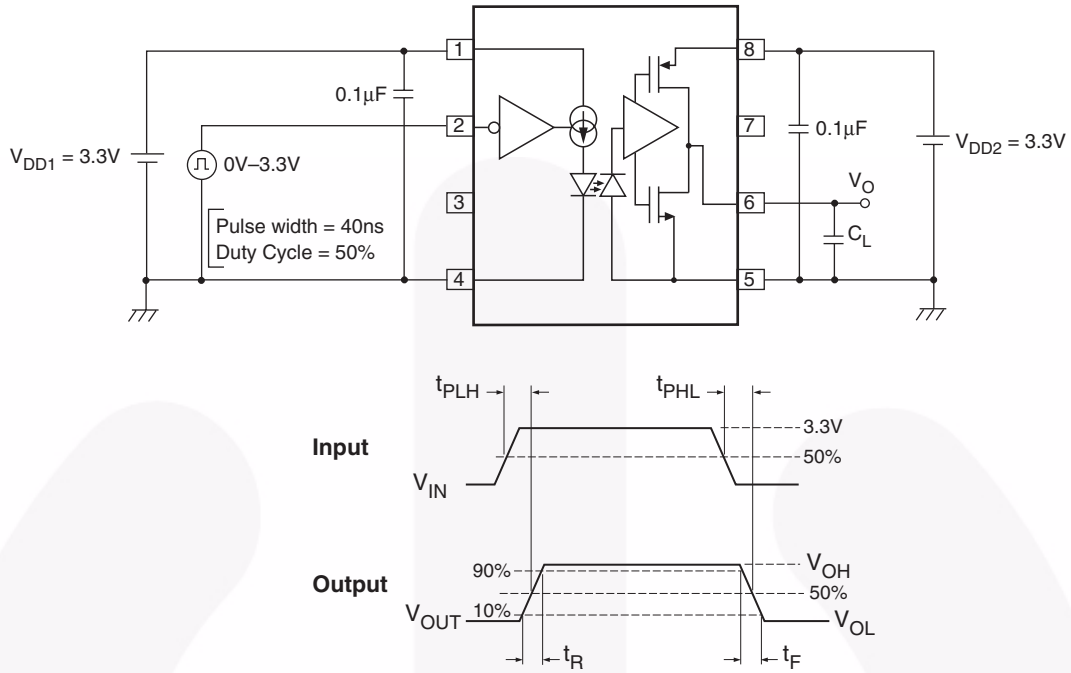 1
8
0.1µF
2
7
0.1µF
V_DD1 = 3.3V
0V–3.3V
V_DD2 = 3.3V
V_O
3
6
Pulse width = 40ns
Duty Cycle = 50%
C_L
4
5
t_PLH
t_PHL
3.3V
Input
50%
V_IN
V_OH
90%
Output
50%
10%
V_OUT
V_OL
t_R
t_F